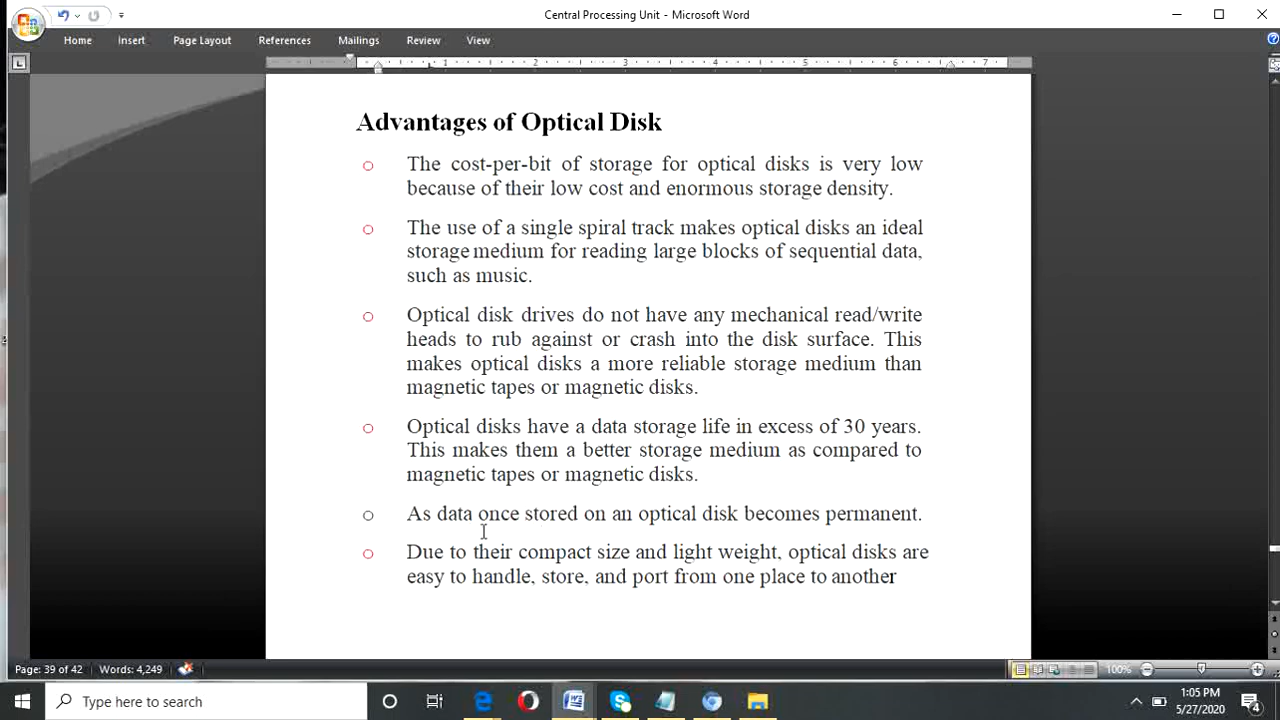 Central Processing Unit - Microsoft Word
Home Insert Page Layout References Mailings Review View
1 2 3 4 5 6 7
Advantages of Optical Disk
The cost-per-bit of storage for optical disks is very low
because of their low cost and enormous storage density.
The use of a single spiral track makes optical disks an ideal
storage medium for reading large blocks of sequential data,
such as music.
Optical disk drives do not have any mechanical read/write
heads to rub against or crash into the disk surface. This
makes optical disks a more reliable storage medium than
magnetic tapes or magnetic disks.
Optical disks have a data storage life in excess of 30 years.
This makes them a better storage medium as compared to
magnetic tapes or magnetic disks.
As data once stored on an optical disk becomes permanent.
Due to their compact size and light weight, optical disks are
easy to handle, store, and port from one place to another
Page: 39 of 42 Words: 4,249 100%
Type here to search
1:05 PM
5/27/2020
4